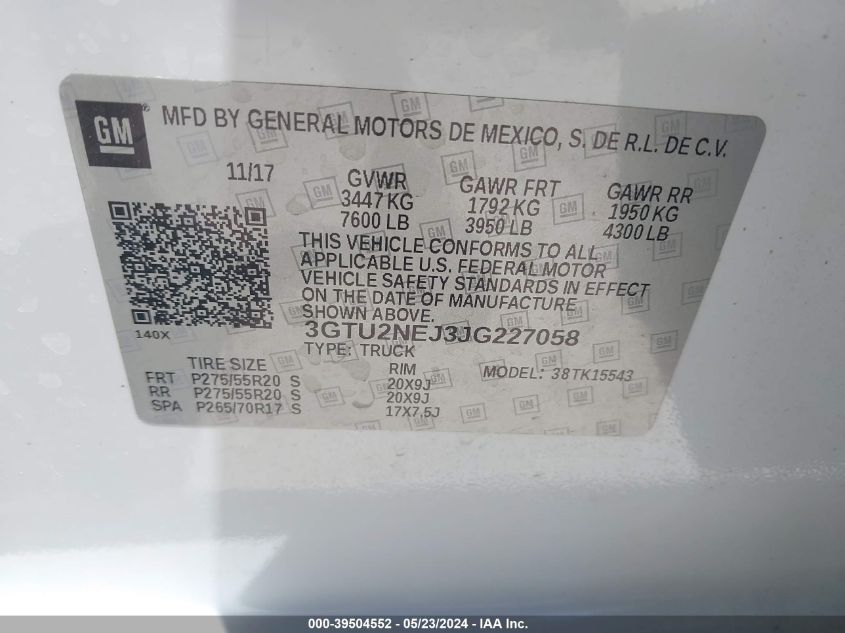 GM ® MFD BY GENERAL MOTORS DE MEXICO, S. DE R.L. DE C.V.
11/17 GVWR GAWR FRT GAWR RR
3447 KG 1792 KG 1950 KG
7600 LB 3950 LB 4300 LB
THIS VEHICLE CONFORMS TO ALL
APPLICABLE U.S. FEDERAL MOTOR
VEHICLE SAFETY STANDARDS IN EFFECT
ON THE DATE OF MANUFACTURE
SHOWN ABOVE.
140X 3GTU2NEJ3JG227058
TYPE: TRUCK
TIRE SIZE RIM MODEL: 38TK15543
FRT P275/55R20 S 20X9J
RR P275/55R20 S 20X9J
SPA P265/70R17 S 17X7.5J
000-39504552 - 05/23/2024 - IAA Inc.